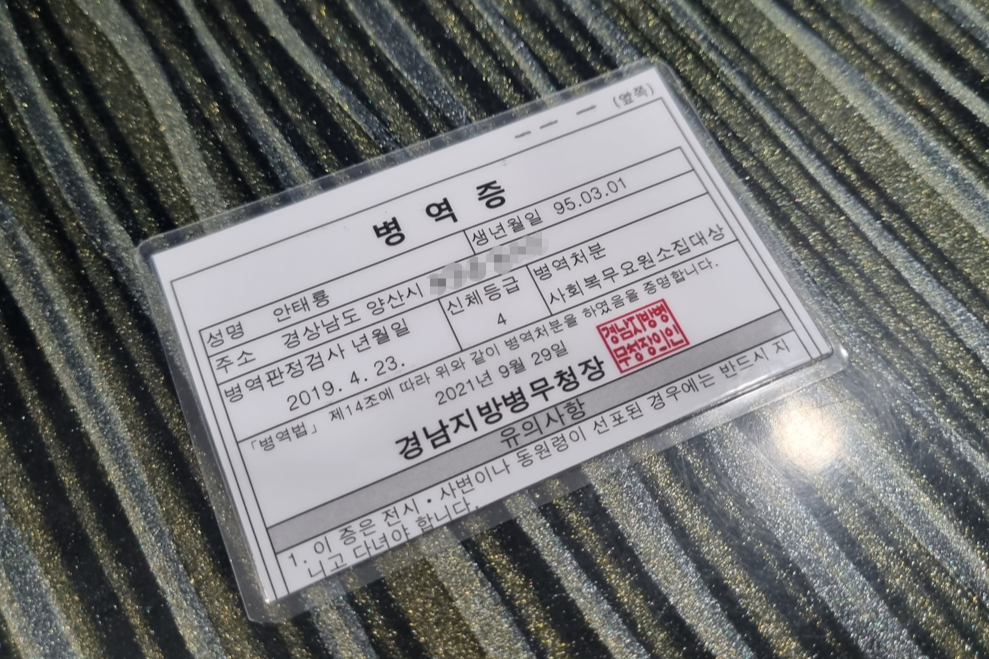 (앞쪽)
병 역 증
성명 안태룡 생년월일 95.03.01
주소 경상남도 양산시
병역판정검사 년월일 신체등급 병역처분
2019. 4. 23. 4 사회복무요원소집대상
「병역법」 제14조에 따라 위와 같이 병역처분을 하였음을 증명합니다.
2021년 9월 29일
경남지방병무청장
경남지방병
무청장의인
유의사항
1. 이 증은 전시·사변이나 동원령이 선포된 경우에는 반드시 지
니고 다녀야 합니다.